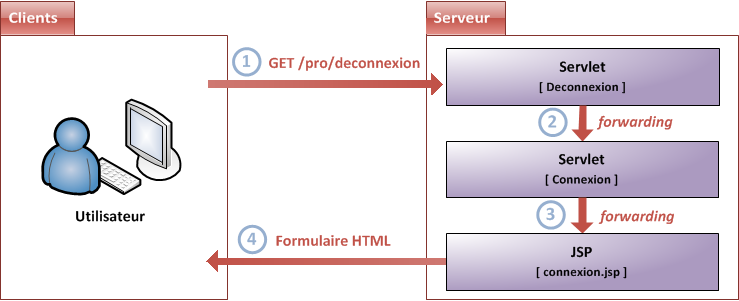 Clients
Serveur
1 GET /pro/deconnexion
Servlet
[ Deconnexion ]
2 forwarding
Servlet
[ Connexion ]
Utilisateur
3 forwarding
4 Formulaire HTML
JSP
[ connexion.jsp ]